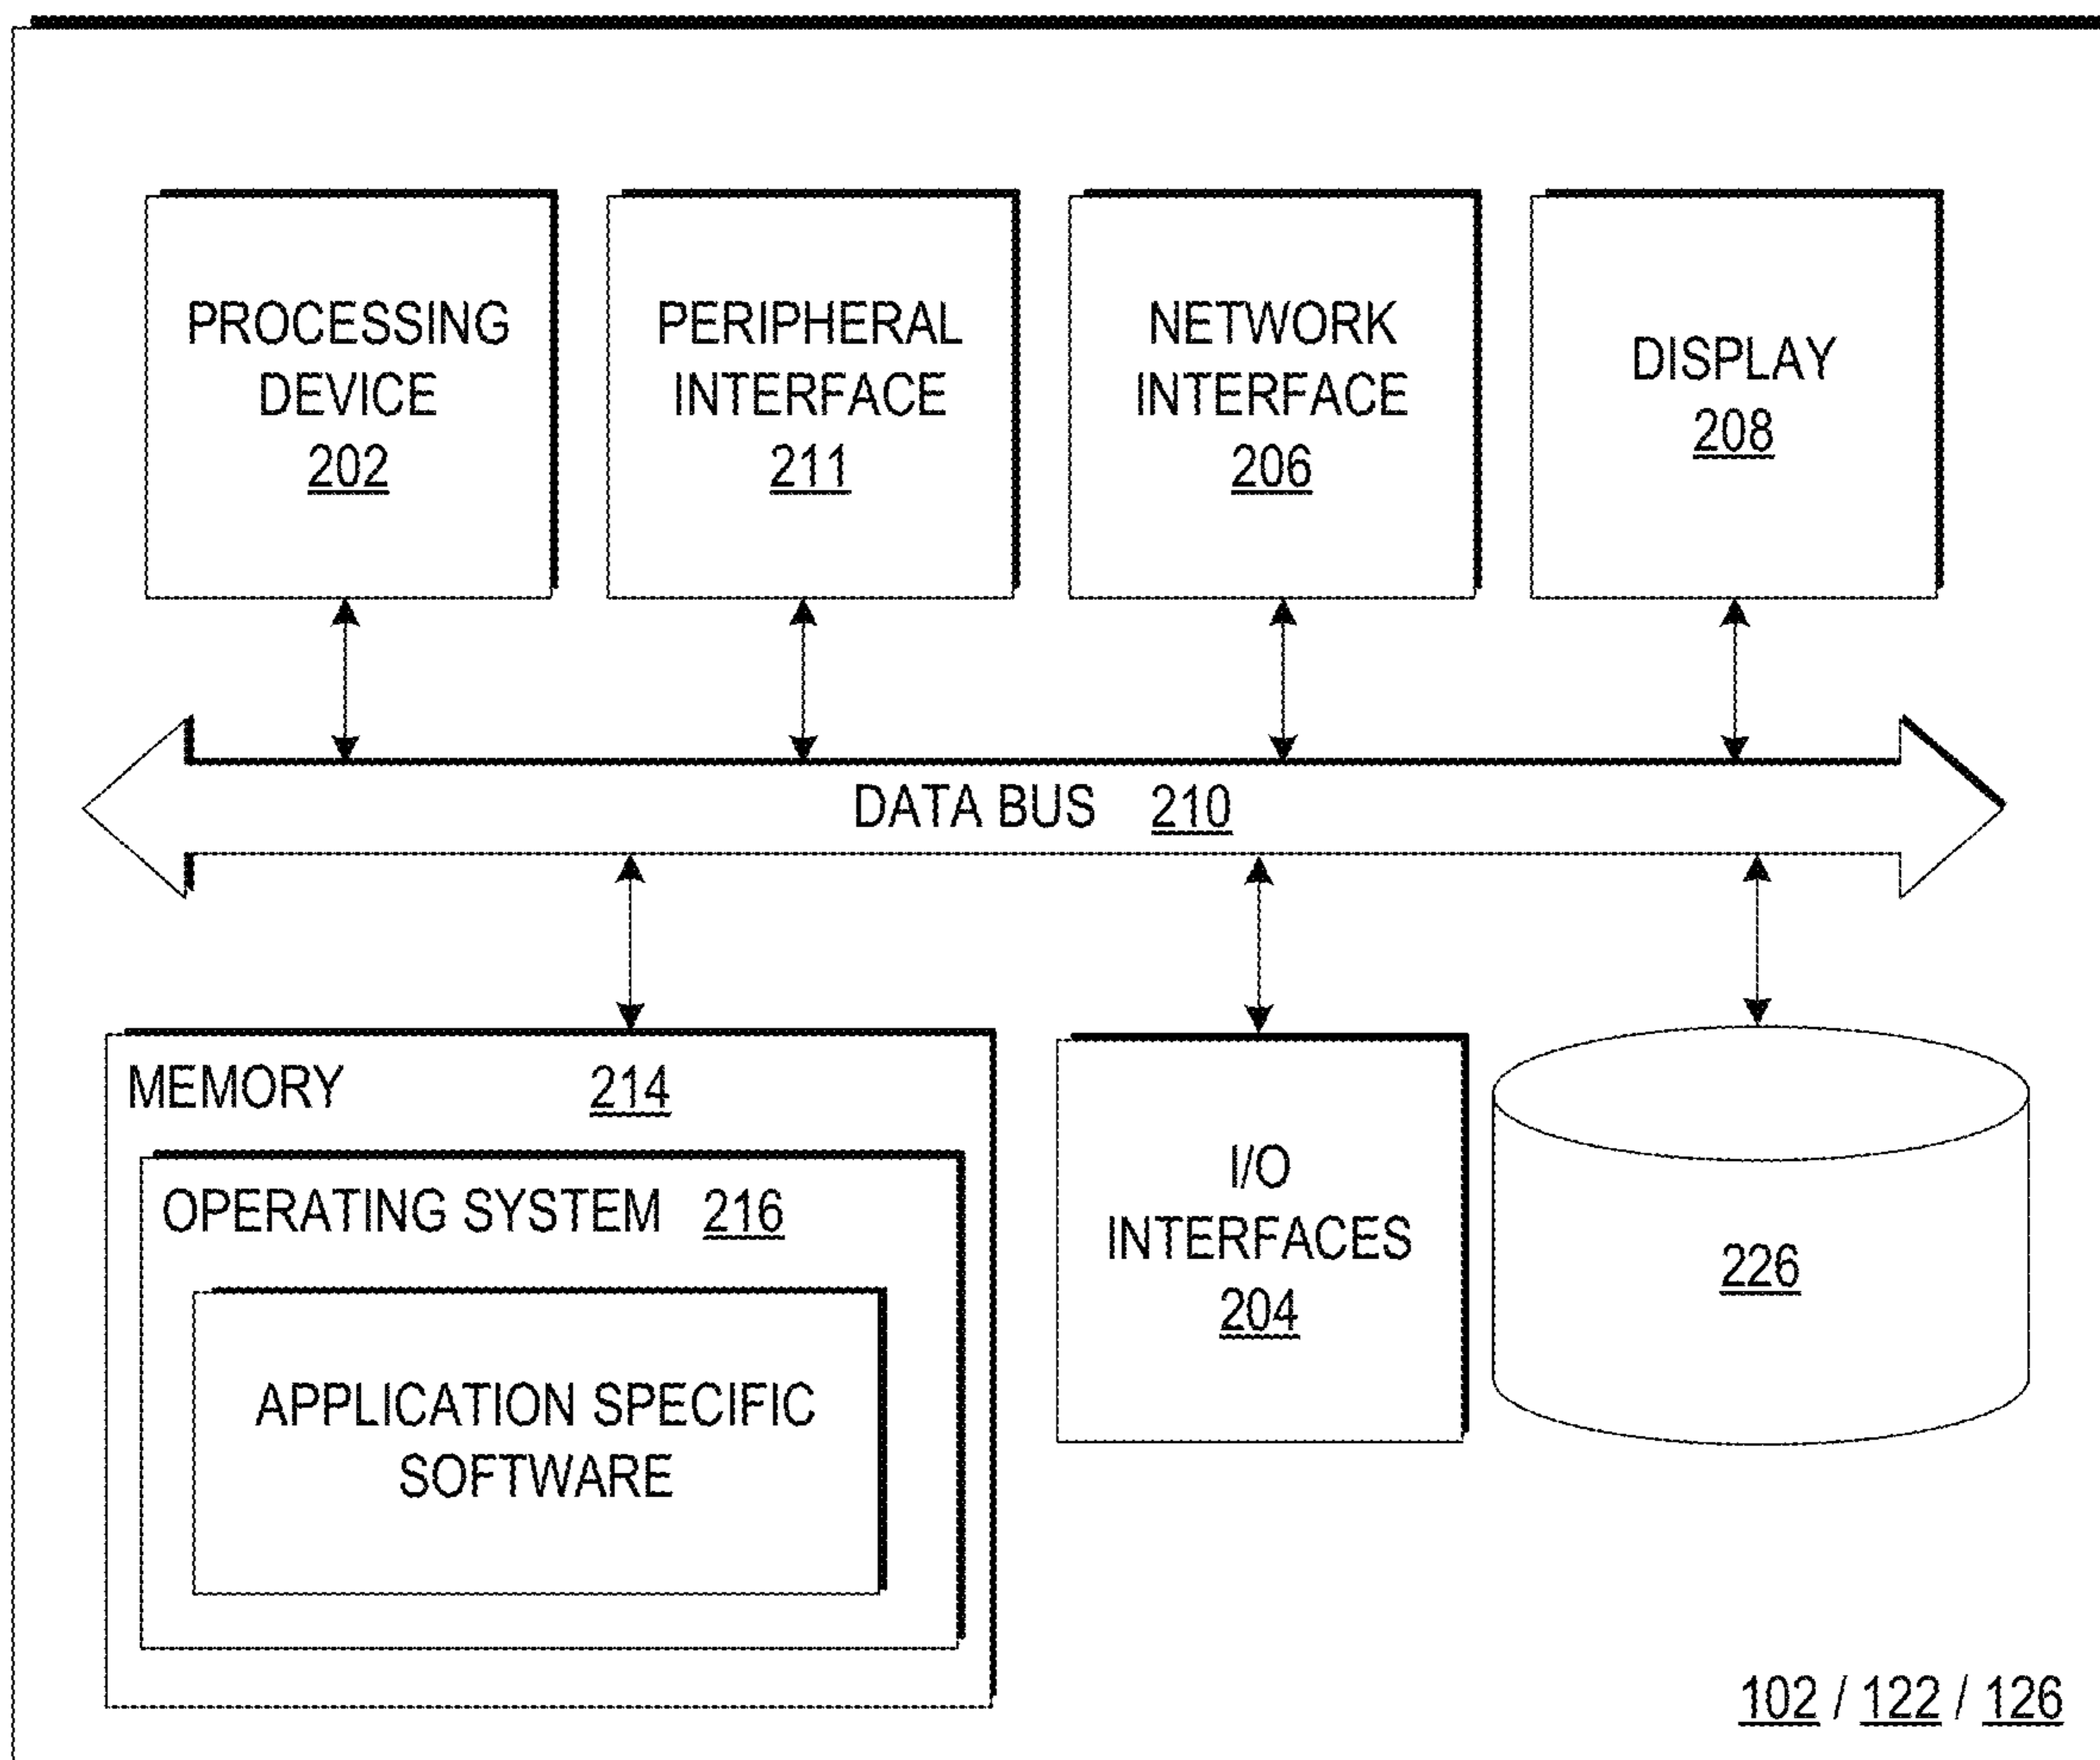 PROCESSING
DEVICE
202
PERIPHERAL
INTERFACE
211
NETWORK
INTERFACE
206
DISPLAY
208
DATA BUS 210
MEMORY 214
OPERATING SYSTEM 216
APPLICATION SPECIFIC
SOFTWARE
I/O
INTERFACES
204
226
102 / 122 / 126